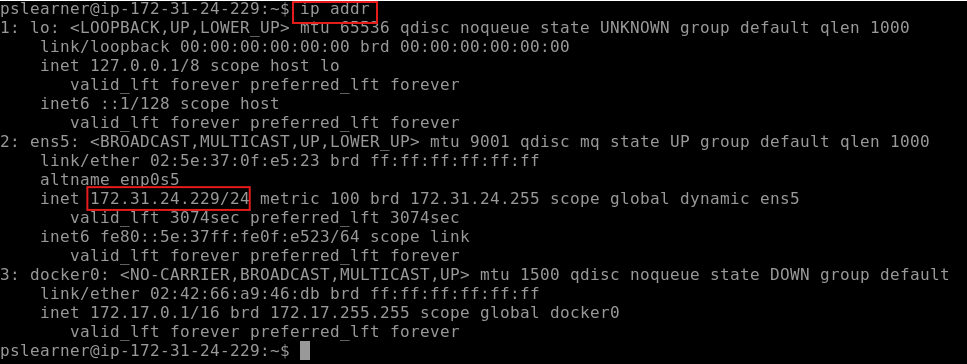 pslearner@ip-172-31-24-229:~$ ip addr
1: lo: <LOOPBACK,UP,LOWER_UP> mtu 65536 qdisc noqueue state UNKNOWN group default qlen 1000
link/loopback 00:00:00:00:00:00 brd 00:00:00:00:00:00
inet 127.0.0.1/8 scope host lo
valid_lft forever preferred_lft forever
inet6 ::1/128 scope host
valid_lft forever preferred_lft forever
2: ens5: <BROADCAST,MULTICAST,UP,LOWER_UP> mtu 9001 qdisc mq state UP group default qlen 1000
link/ether 02:5e:37:0f:e5:23 brd ff:ff:ff:ff:ff:ff
altname enp0s5
inet 172.31.24.229/24 metric 100 brd 172.31.24.255 scope global dynamic ens5
valid_lft 3074sec preferred_lft 3074sec
inet6 fe80::5e:37ff:fe0f:e523/64 scope link
valid_lft forever preferred_lft forever
3: docker0: <NO-CARRIER,BROADCAST,MULTICAST,UP> mtu 1500 qdisc noqueue state DOWN group default
link/ether 02:42:66:a9:46:db brd ff:ff:ff:ff:ff:ff
inet 172.17.0.1/16 brd 172.17.255.255 scope global docker0
valid_lft forever preferred_lft forever
pslearner@ip-172-31-24-229:~$